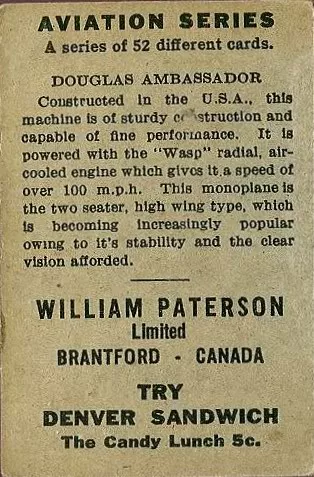 AVIATION SERIES
A series of 52 different cards.
DOUGLAS AMBASSADOR
Constructed in the U.S.A., this
machine is of sturdy construction and
capable of fine performance. It is
powered with the "Wasp" radial, air-
cooled engine which gives it a speed of
over 100 m.p.h. This monoplane is
the two seater, high wing type, which
is becoming increasingly popular
owing to it's stability and the clear
vision afforded.
WILLIAM PATERSON
Limited
BRANTFORD - CANADA
TRY
DENVER SANDWICH
The Candy Lunch 5c.